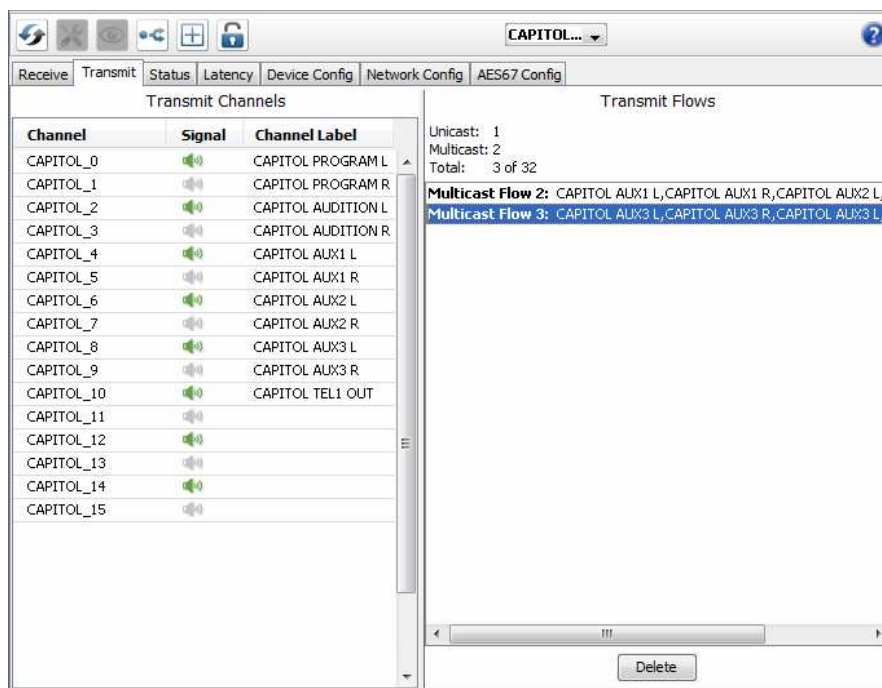 CAPITOL...
Receive Transmit Status Latency Device Config Network Config AES67 Config
Transmit Channels
Channel Signal Channel Label
CAPITOL_0 CAPITOL PROGRAM L
CAPITOL_1 CAPITOL PROGRAM R
CAPITOL_2 CAPITOL AUDITION L
CAPITOL_3 CAPITOL AUDITION R
CAPITOL_4 CAPITOL AUX1 L
CAPITOL_5 CAPITOL AUX1 R
CAPITOL_6 CAPITOL AUX2 L
CAPITOL_7 CAPITOL AUX2 R
CAPITOL_8 CAPITOL AUX3 L
CAPITOL_9 CAPITOL AUX3 R
CAPITOL_10 CAPITOL TEL1 OUT
CAPITOL_11
CAPITOL_12
CAPITOL_13
CAPITOL_14
CAPITOL_15
Transmit Flows
Unicast: 1
Multicast: 2
Total: 3 of 32
Multicast Flow 2: CAPITOL AUX1 L,CAPITOL AUX1 R,CAPITOL AUX2 L,
Multicast Flow 3: CAPITOL AUX3 L,CAPITOL AUX3 R,CAPITOL AUX3 L
Delete